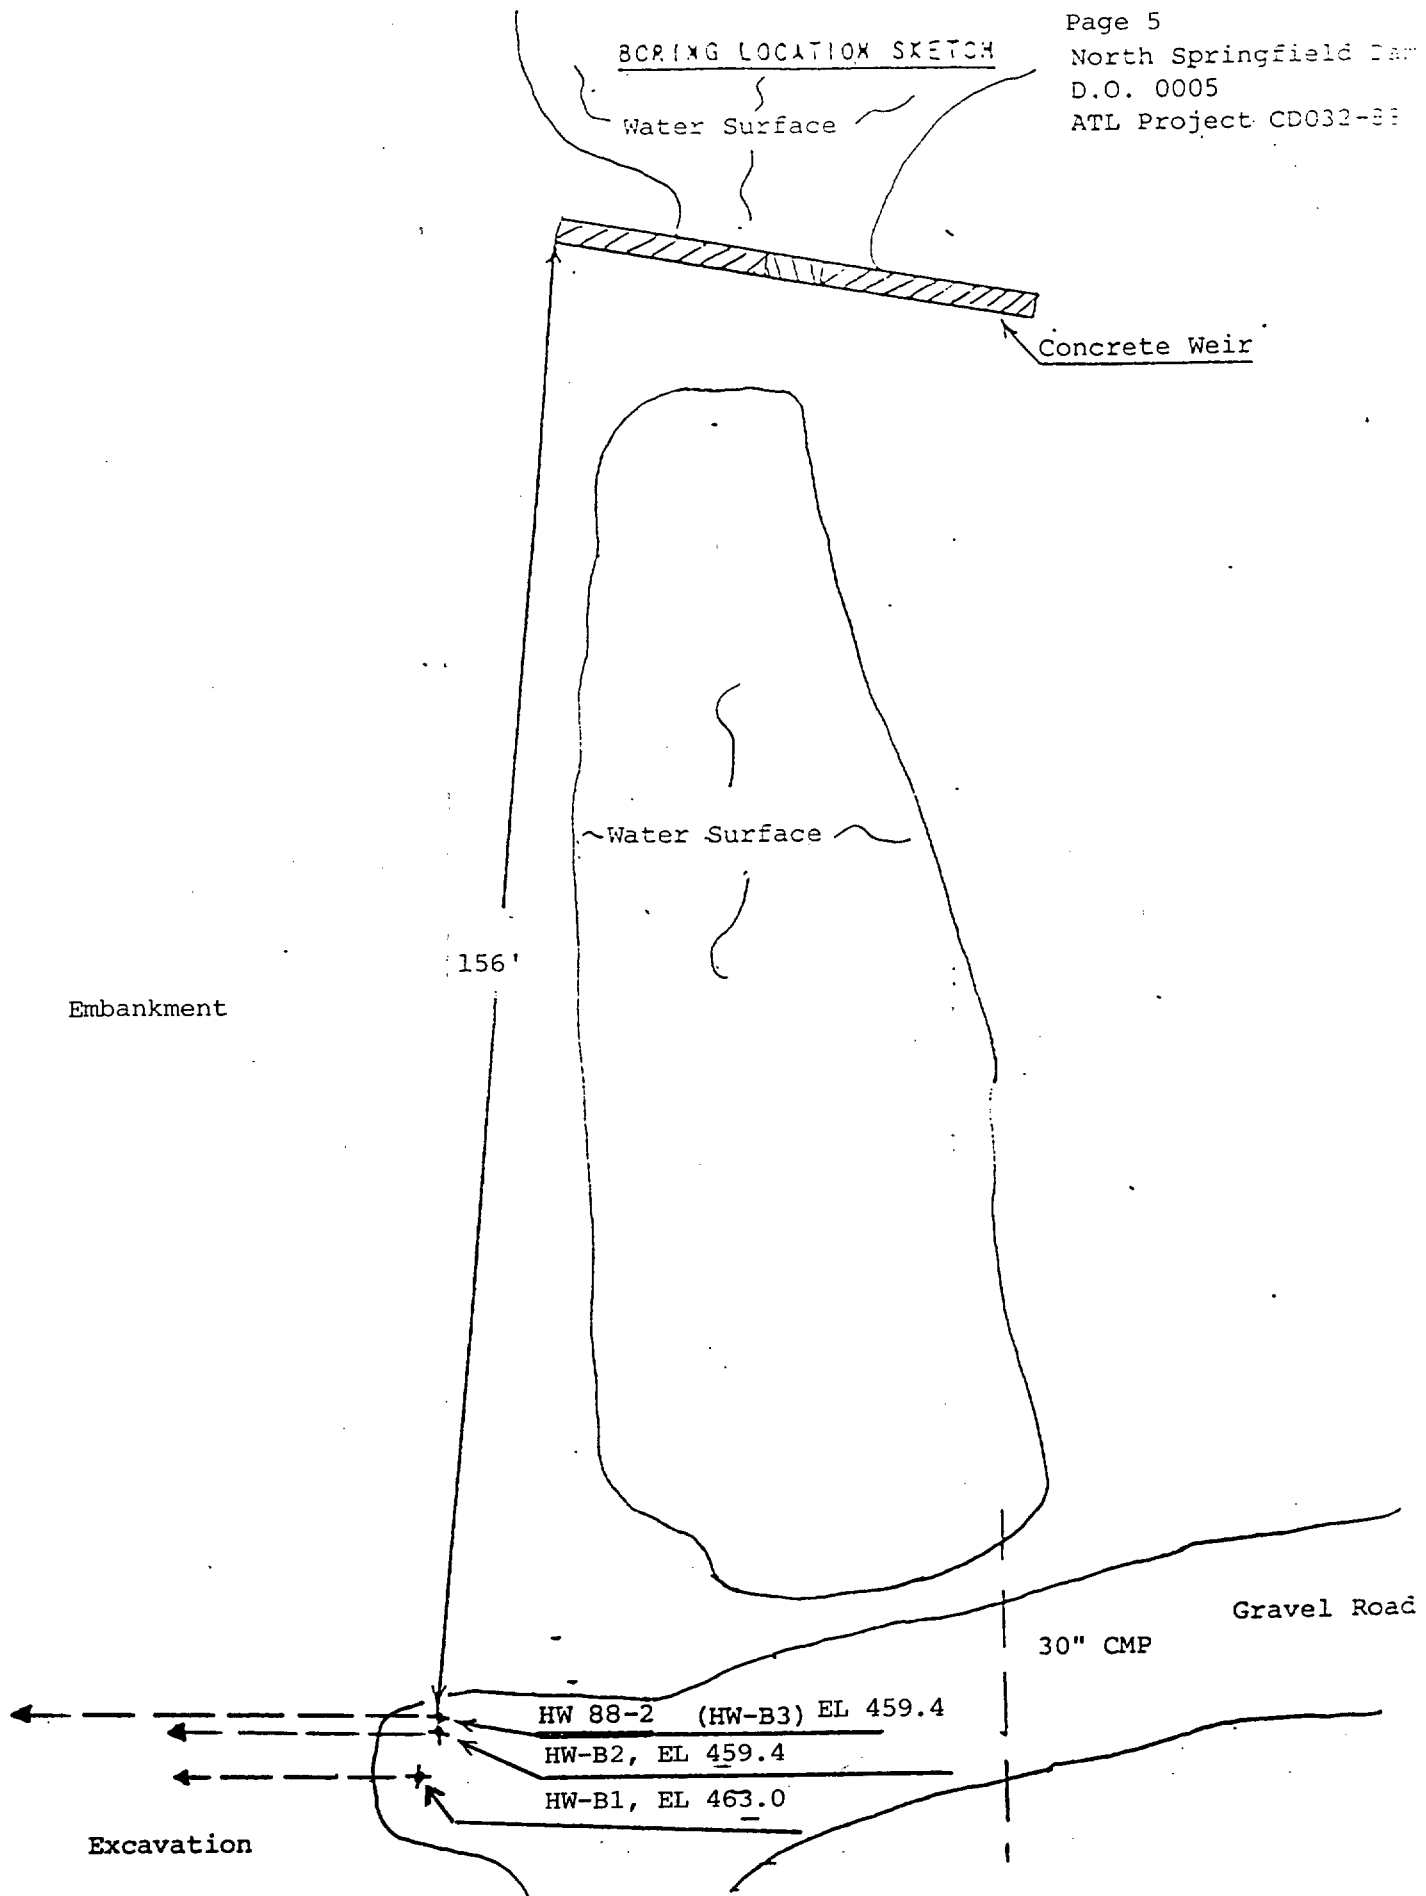 Page 5
BORING LOCATION SKETCH
North Springfield Dam
D.O. 0005
Water Surface
ATL Project
Concrete Weir
Water Surface
156'
Embankment
Gravel Road
30" CMP
HW 88-2 (HW-B3) EL 459.4
HW-B2, EL 459.4
HW-B1, EL 463.0
Excavation